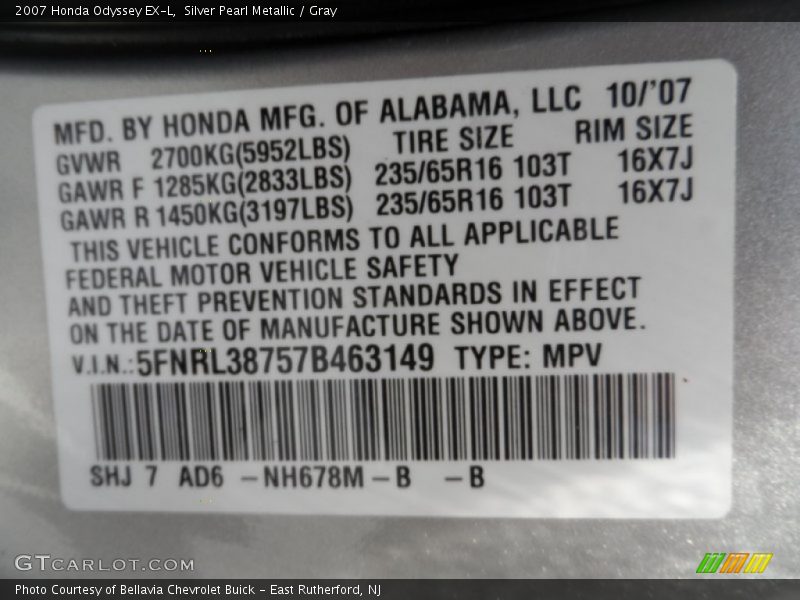 2007 Honda Odyssey EX-L, Silver Pearl Metallic / Gray
MFD. BY HONDA MFG. OF ALABAMA, LLC 10/'07
GVWR 2700KG(5952LBS) TIRE SIZE RIM SIZE
GAWR F 1285KG(2833LBS) 235/65R16 103T 16X7J
GAWR R 1450KG(3197LBS) 235/65R16 103T 16X7J
THIS VEHICLE CONFORMS TO ALL APPLICABLE
FEDERAL MOTOR VEHICLE SAFETY
AND THEFT PREVENTION STANDARDS IN EFFECT
ON THE DATE OF MANUFACTURE SHOWN ABOVE.
V.I.N.:5FNRL38757B463149 TYPE: MPV
SHJ 7 AD6 -NH678M-B -B
GTCARLOT.COM
Photo Courtesy of Bellavia Chevrolet Buick - East Rutherford, NJ